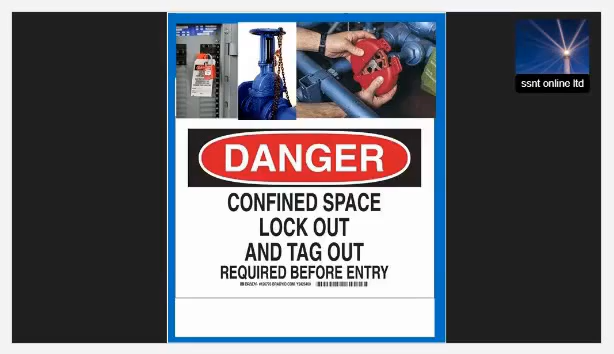 ssnt online ltd
DANGER
CONFINED SPACE
LOCK OUT
AND TAG OUT
REQUIRED BEFORE ENTRY